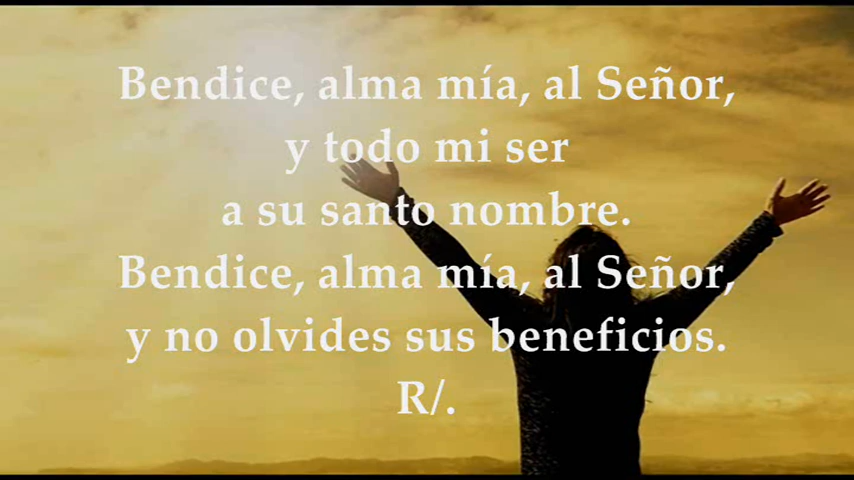 Bendice, alma mía, al Señor,
y todo mi ser
a su santo nombre.
Bendice, alma mía, al Señor,
y no olvides sus beneficios.
R/.